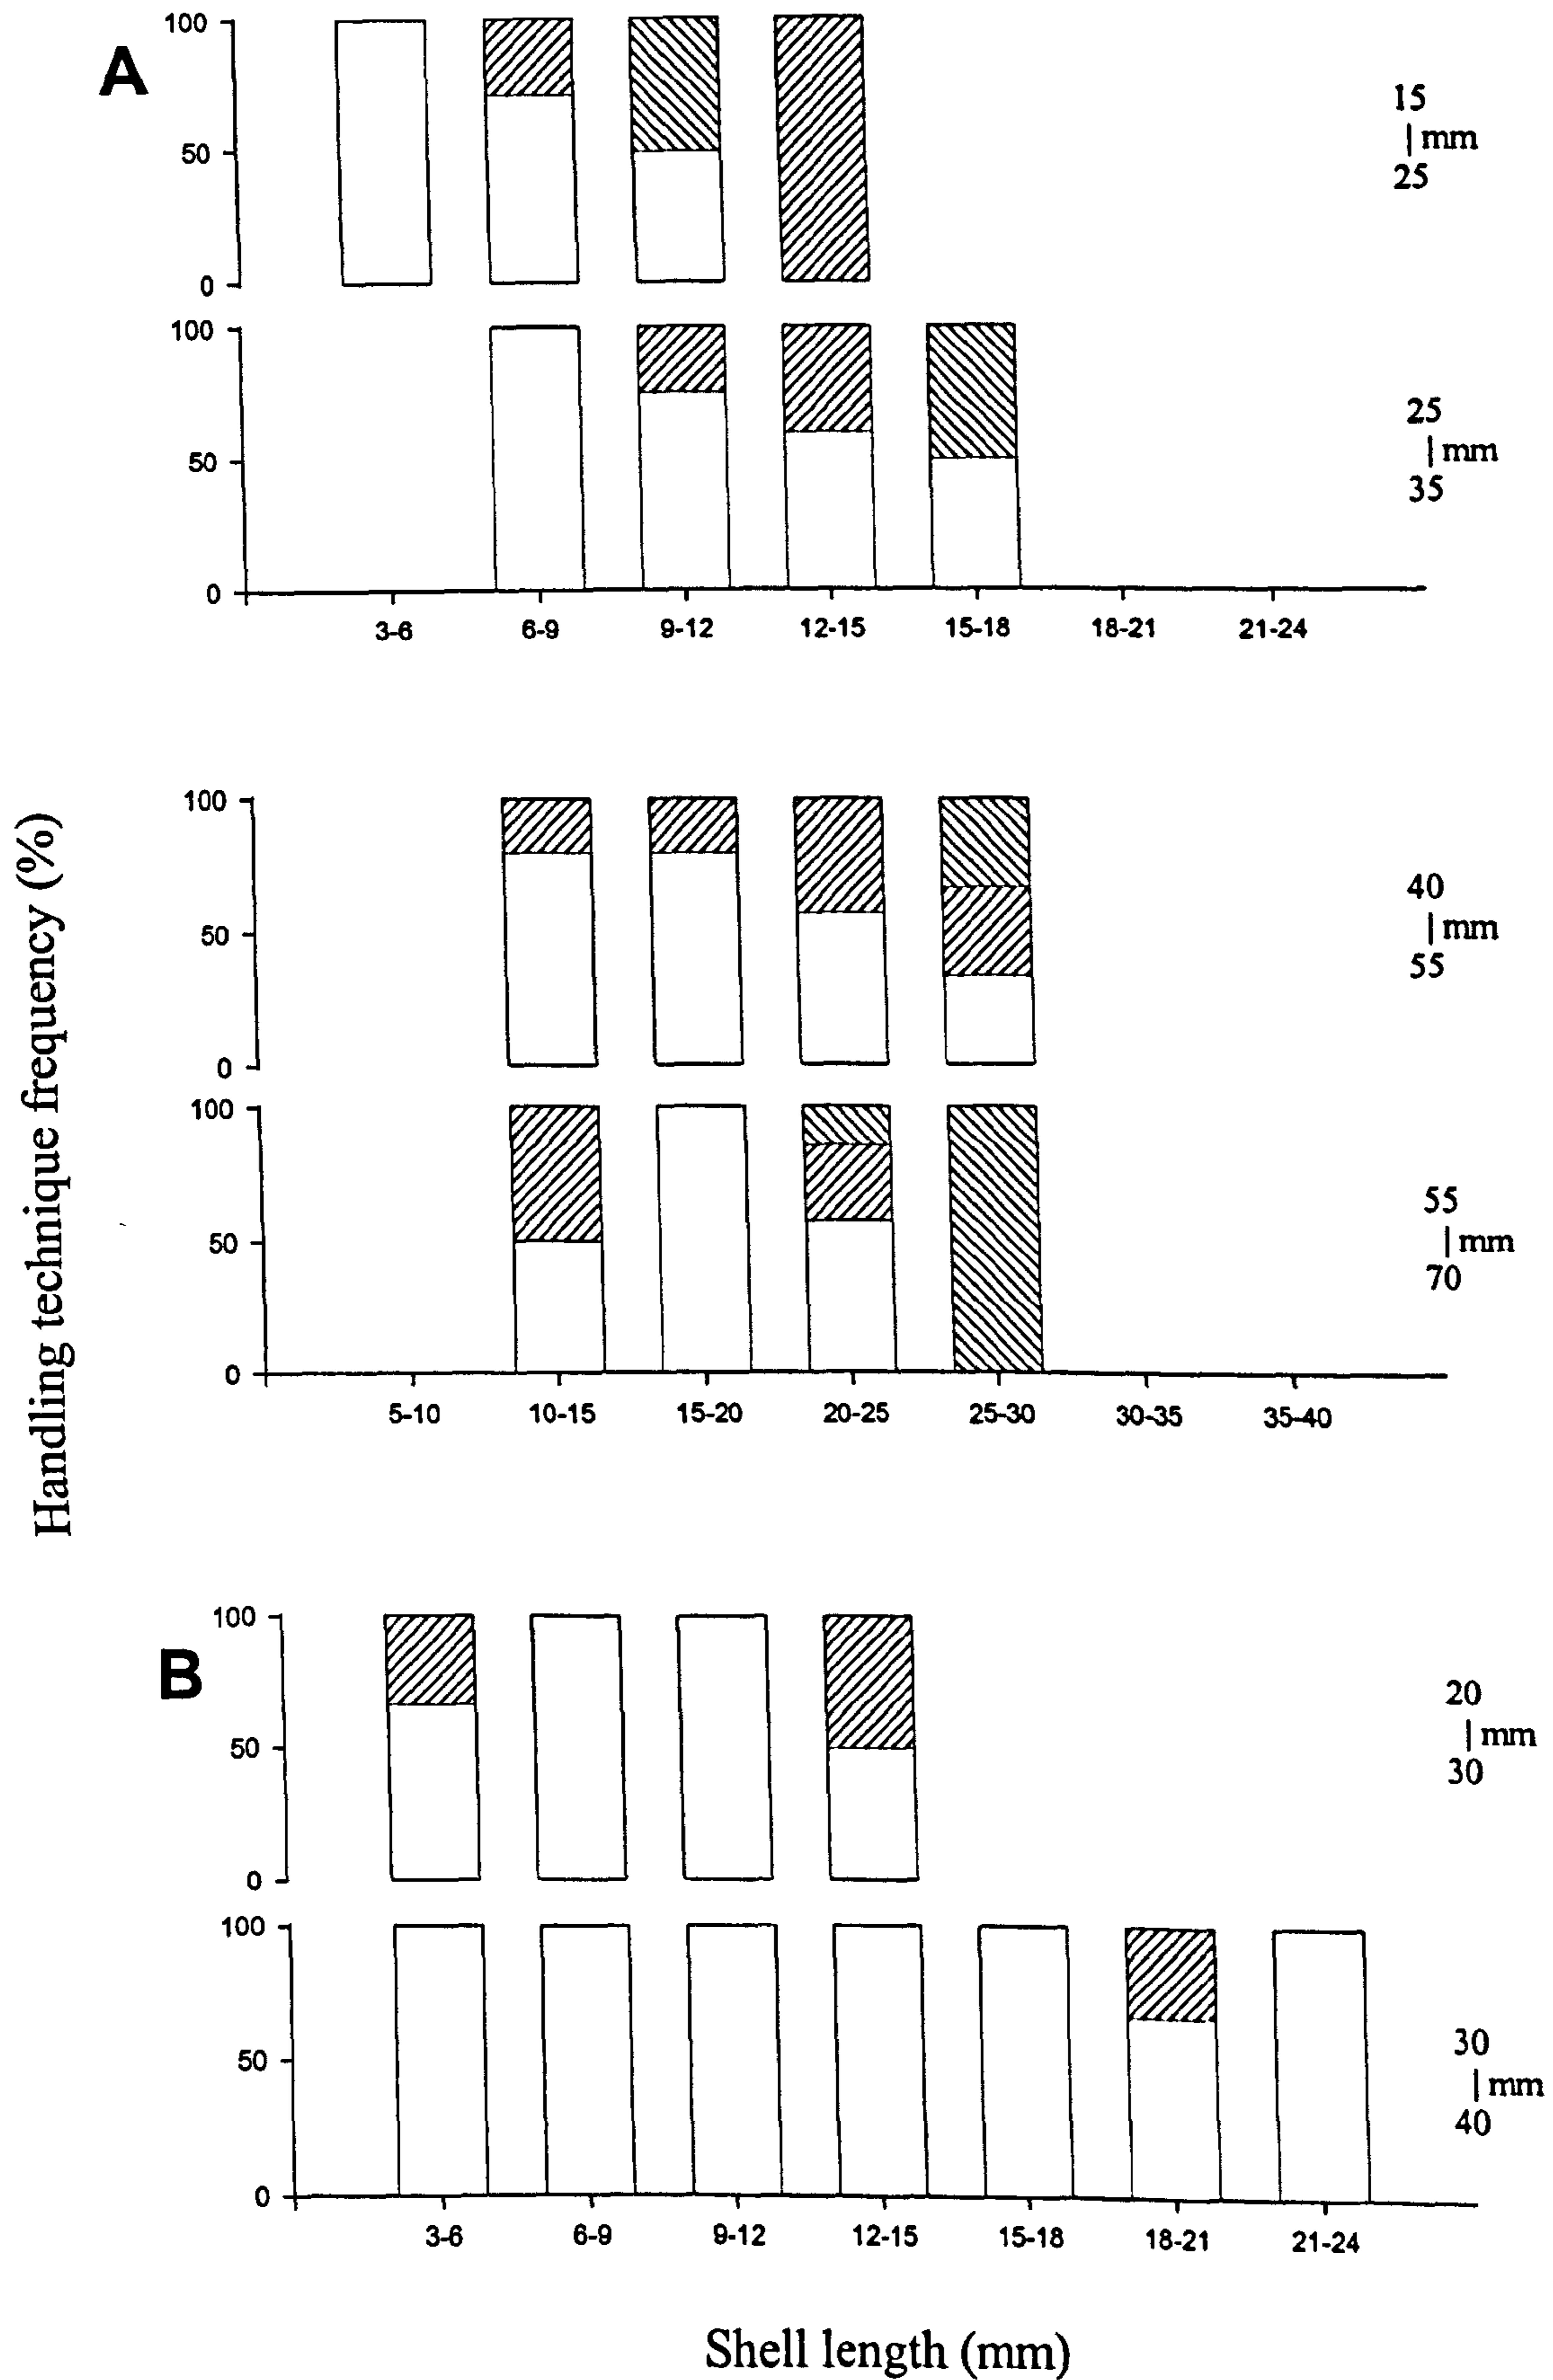 A
100
50
0
15
| mm
25
100
50
0
25
| mm
35
3-6 6-9 9-12 12-15 15-18 18-21 21-24
Handling technique frequency (%)
100
50
0
40
| mm
55
100
50
0
55
| mm
70
5-10 10-15 15-20 20-25 25-30 30-35 35-40
B
100
50
0
20
| mm
30
100
50
0
30
| mm
40
3-6 6-9 9-12 12-15 15-18 18-21 21-24
Shell length (mm)